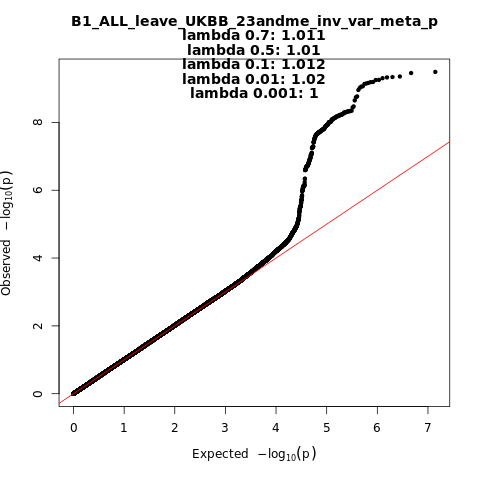 B1_ALL_leave_UKBB_23andme_inv_var_meta_p
lambda 0.7: 1.011
lambda 0.5: 1.01
lambda 0.1: 1.012
lambda 0.01: 1.02
lambda 0.001: 1
Observed −log10(p)
8
6
4
2
0
0 1 2 3 4 5 6 7
Expected −log10(p)